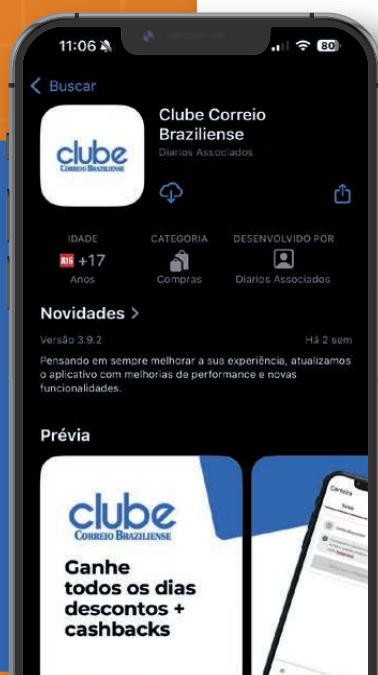 11:06
80
Buscar
clube
CORREIO BRAZILIENSE
Clube Correio
Braziliense
Diarios Associados
IDADE
CATEGORIA
DESENVOLVIDO POR
A16 +17
Anos
Compras
Diarios Associados
Novidades >
Versão 3.9.2
Há 2 sem
Pensando em sempre melhorar a sua experiência, atualizamos
o aplicativo com melhorias de performance e novas
funcionalidades.
Prévia
clube
CORREIO BRAZILIENSE
Ganhe
todos os dias
descontos +
cashbacks
Carteira